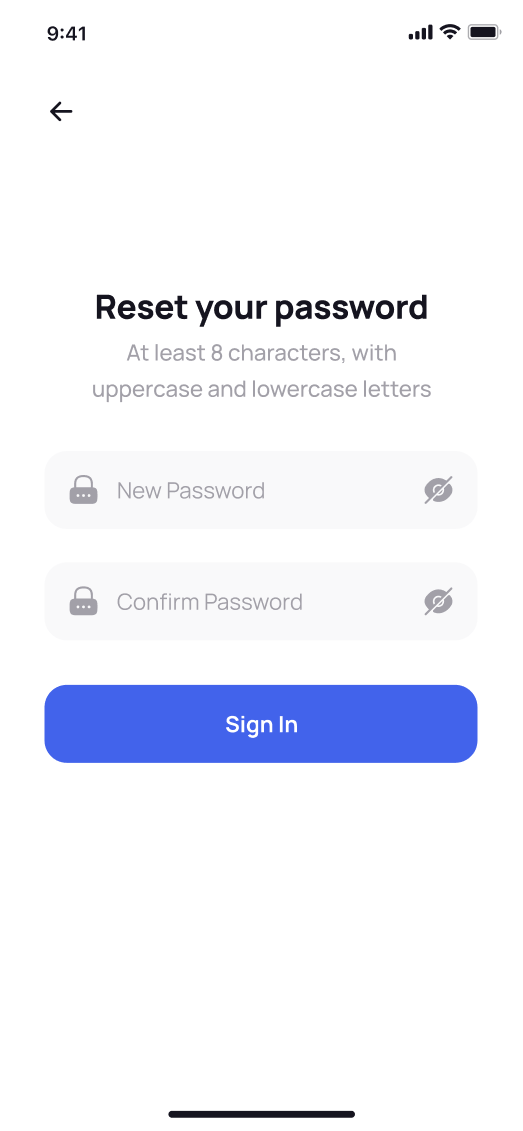 9:41
Reset your password
At least 8 characters, with
uppercase and lowercase letters
New Password
Confirm Password
Sign In